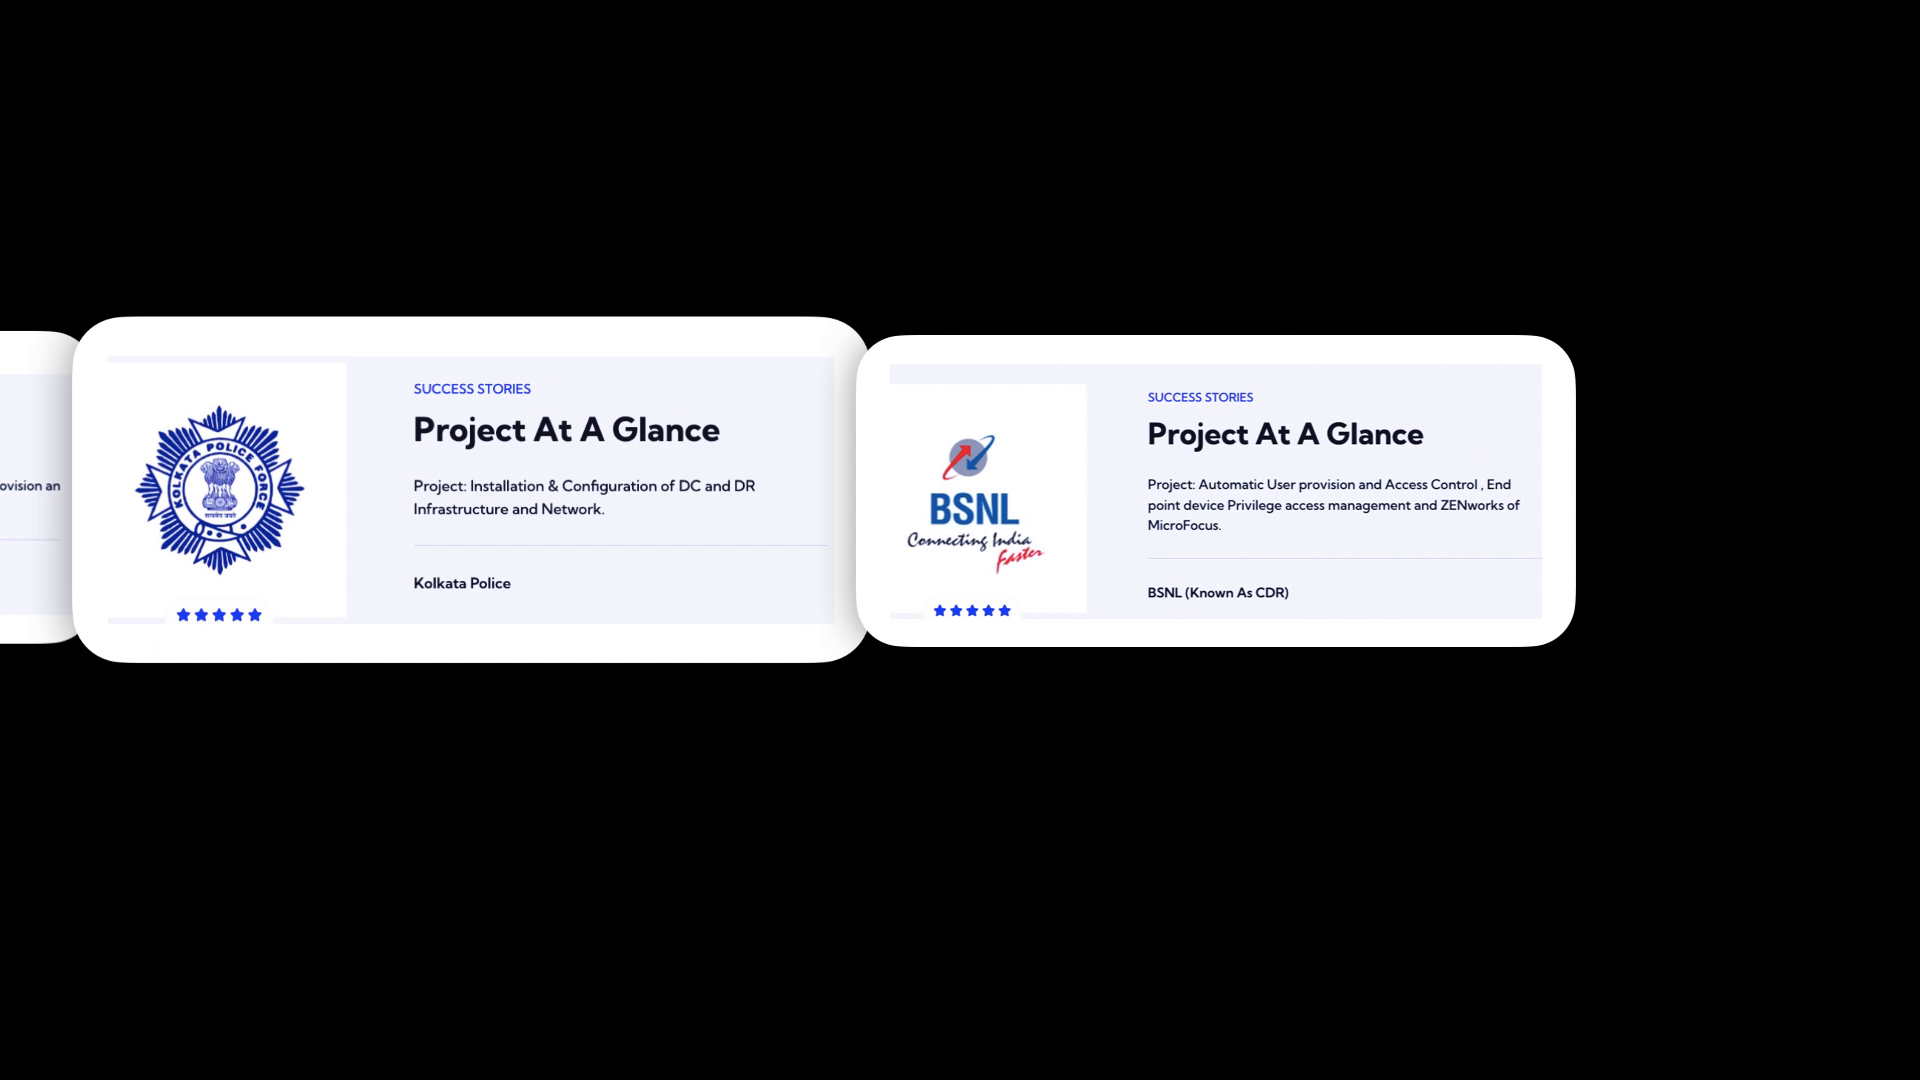 ovision an
KOLKATA POLICE FORCE
सत्यमेव जयते
SUCCESS STORIES
Project At A Glance
Project: Installation & Configuration of DC and DR
Infrastructure and Network.
Kolkata Police
BSNL
Connecting India
faster
SUCCESS STORIES
Project At A Glance
Project: Automatic User provision and Access Control , End
point device Privilege access management and ZENworks of
MicroFocus.
BSNL (Known As CDR)